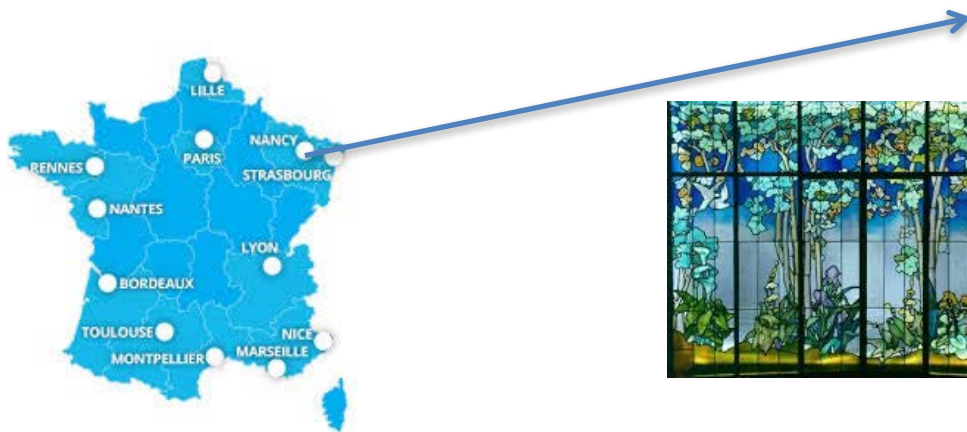 LILLE
NANCY
PARIS
STRASBOURG
RENNES
NANTES
LYON
BORDEAUX
TOULOUSE
NICE
MARSEILLE
MONTPELLIER